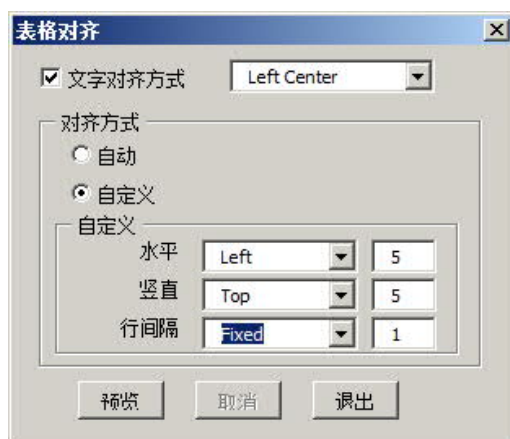 表格对齐
文字对齐方式 Left Center
对齐方式
自动
自定义
自定义
水平 Left 5
竖直 Top 5
行间隔 Fixed 1
预览 取消 退出